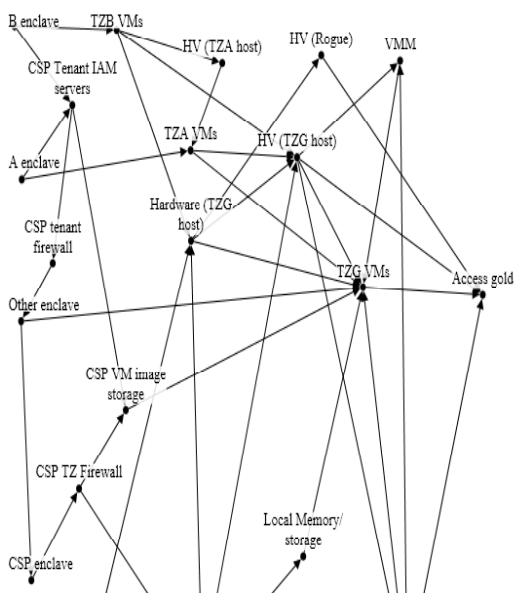 B enclave
TZB VMs
HV (TZA host)
HV (Rogue)
VMM
CSP Tenant IAM
servers
TZA VMs
HV (TZG host)
A enclave
Hardware (TZG
host)
CSP tenant
firewall
TZG VMs
Access gold
Other enclave
CSP VM image
storage
CSP TZ Firewall
Local Memory/
storage
CSP enclave